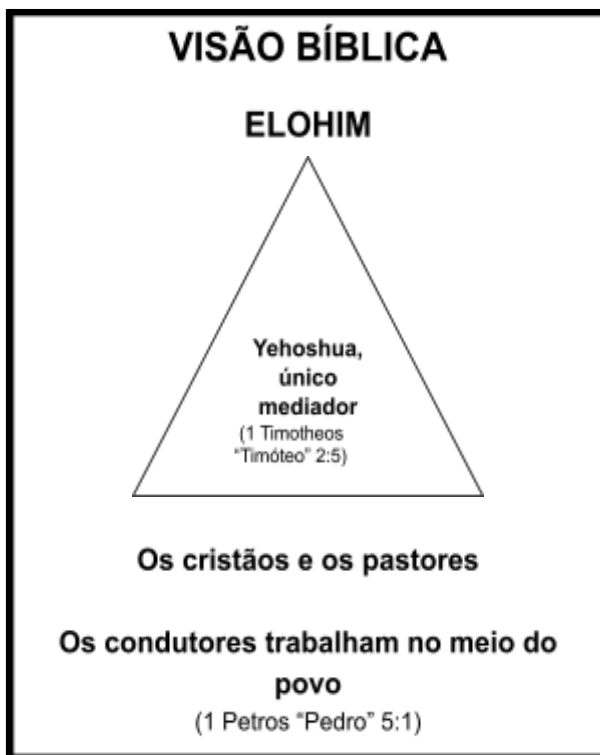 VISÃO BÍBLICA
ELOHIM
Yehoshua,
único
mediador
(1 Timotheos
"Timóteo" 2:5)
Os cristãos e os pastores
Os condutores trabalham no meio do
povo
(1 Petros “Pedro” 5:1)